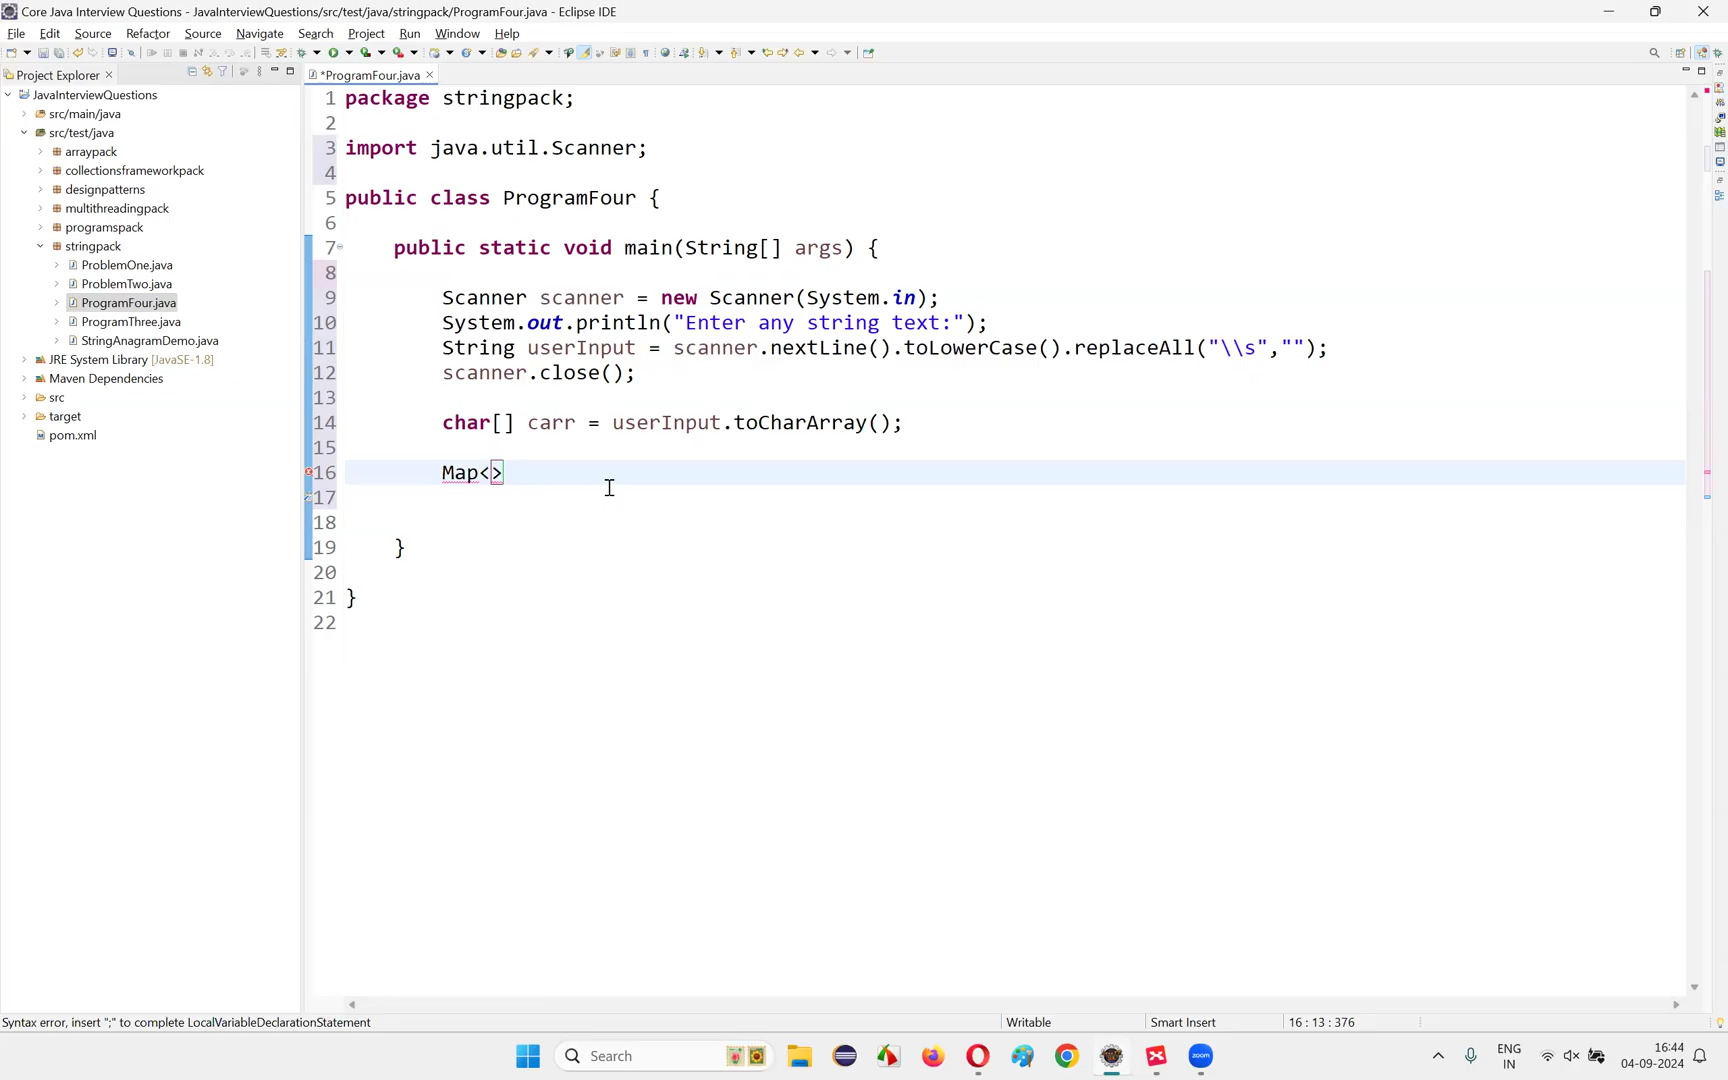 Core Java Interview Questions - JavaInterviewQuestions/src/test/java/stringpack/ProgramFour.java - Eclipse IDE
File Edit Source Refactor Source Navigate Search Project Run Window Help
Project Explorer
*ProgramFour.java
JavaInterviewQuestions
src/main/java
src/test/java
arraypack
collectionsframeworkpack
designpatterns
multithreadingpack
programspack
stringpack
ProblemOne.java
ProblemTwo.java
ProgramFour.java
ProgramThree.java
StringAnagramDemo.java
JRE System Library [JavaSE-1.8]
Maven Dependencies
src
target
pom.xml
1 package stringpack;
2
3 import java.util.Scanner;
4
5 public class ProgramFour {
6
7 public static void main(String[] args) {
8
9 Scanner scanner = new Scanner(System.in);
10 System.out.println("Enter any string text:");
11 String userInput = scanner.nextLine().toLowerCase().replaceAll("\\s","");
12 scanner.close();
13
14 char[] carr = userInput.toCharArray();
15
16 Map<>
17
18
19 }
20
21 }
22
Syntax error, insert ";" to complete LocalVariableDeclarationStatement
Writable
Smart Insert
16 : 13 : 376
Search
zoom
ENG
IN
16:44
04-09-2024